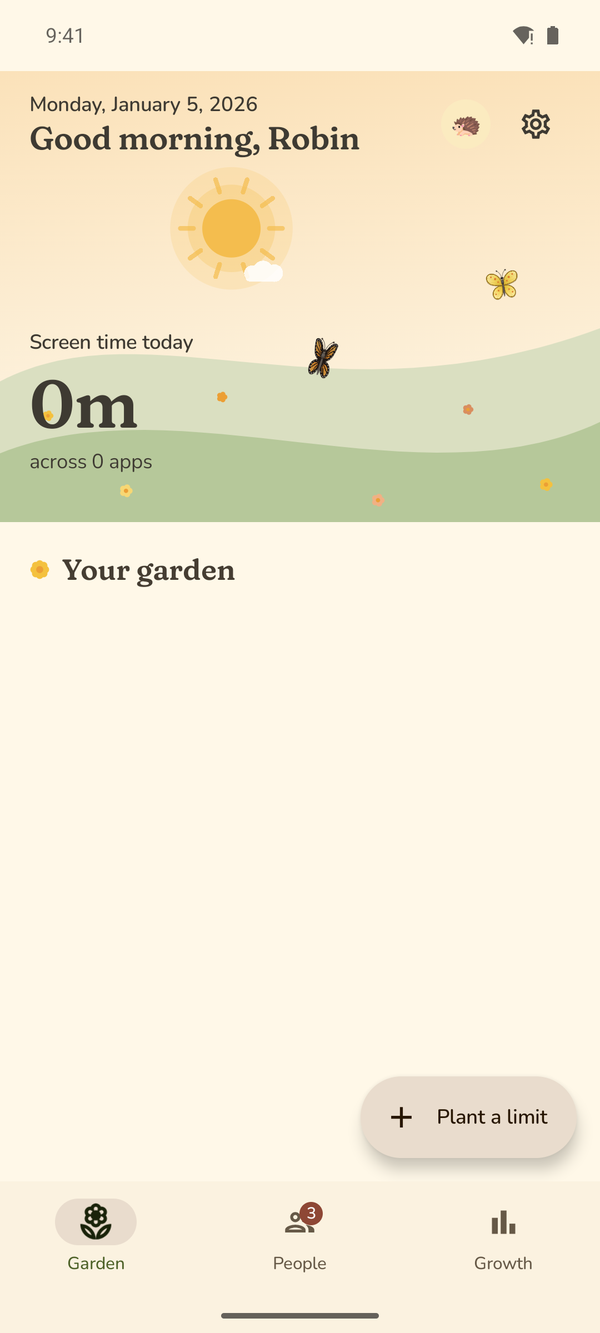 9:41
Monday, January 5, 2026
Good morning, Robin
Screen time today
0m
across 0 apps
Your garden
Plant a limit
3
Garden
People
Growth